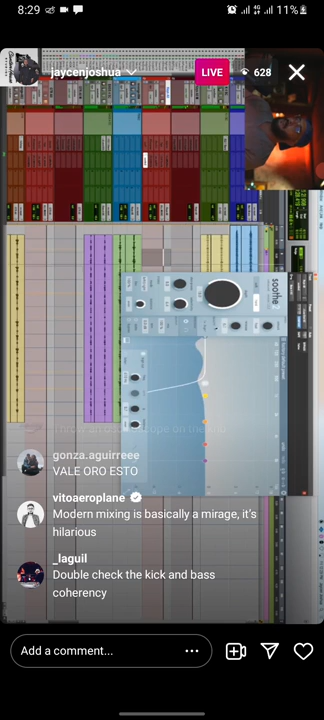 8:29
11%
jaycenjoshua
LIVE
628
soothe
gonza.aguirreee
VALE ORO ESTO
vitoaeroplane
Modern mixing is basically a mirage, it's
hilarious
_laguil
Double check the kick and bass
coherency
Add a comment...